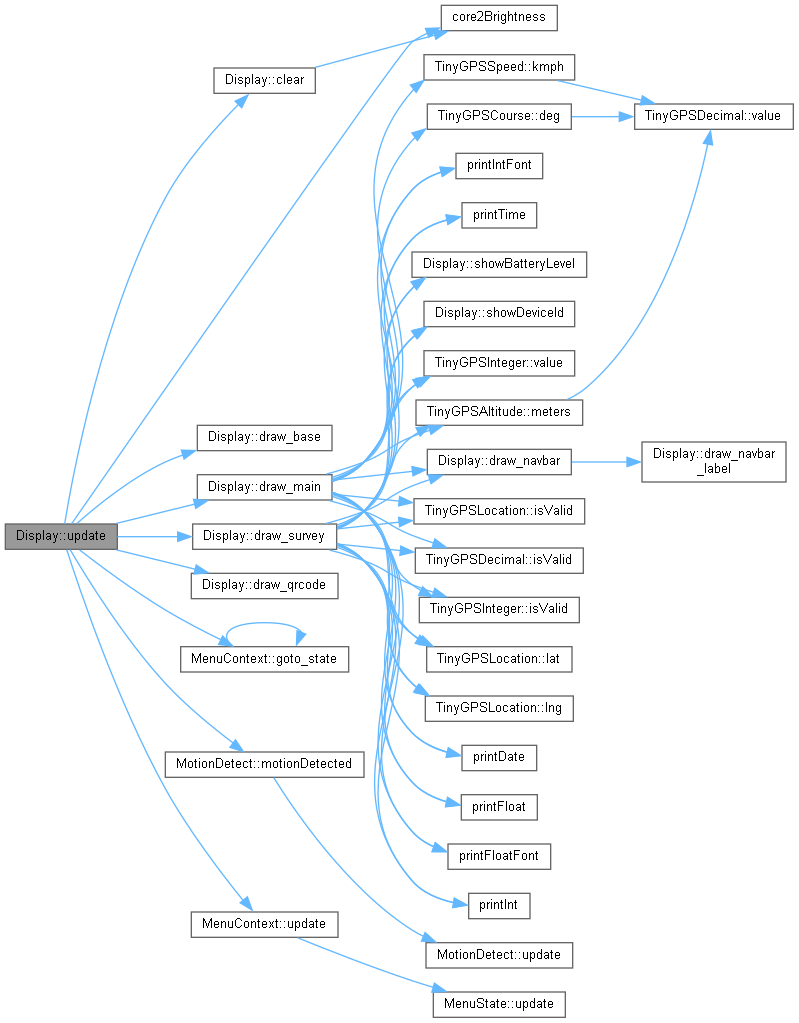 core2Brightness
TinyGPSSpeed::kmph
Display::clear
TinyGPSCourse::deg
TinyGPSDecimal::value
printIntFont
printTime
Display::showBatteryLevel
Display::showDeviceId
TinyGPSInteger::value
TinyGPSAltitude::meters
Display::draw_base
Display::draw_navbar
Display::draw_navbar
_label
Display::draw_main
TinyGPSLocation::isValid
Display::update
Display::draw_survey
TinyGPSDecimal::isValid
Display::draw_qrcode
TinyGPSInteger::isValid
MenuContext::goto_state
TinyGPSLocation::lat
TinyGPSLocation::lng
MotionDetect::motionDetected
printDate
printFloat
printFloatFont
printInt
MenuContext::update
MotionDetect::update
MenuState::update